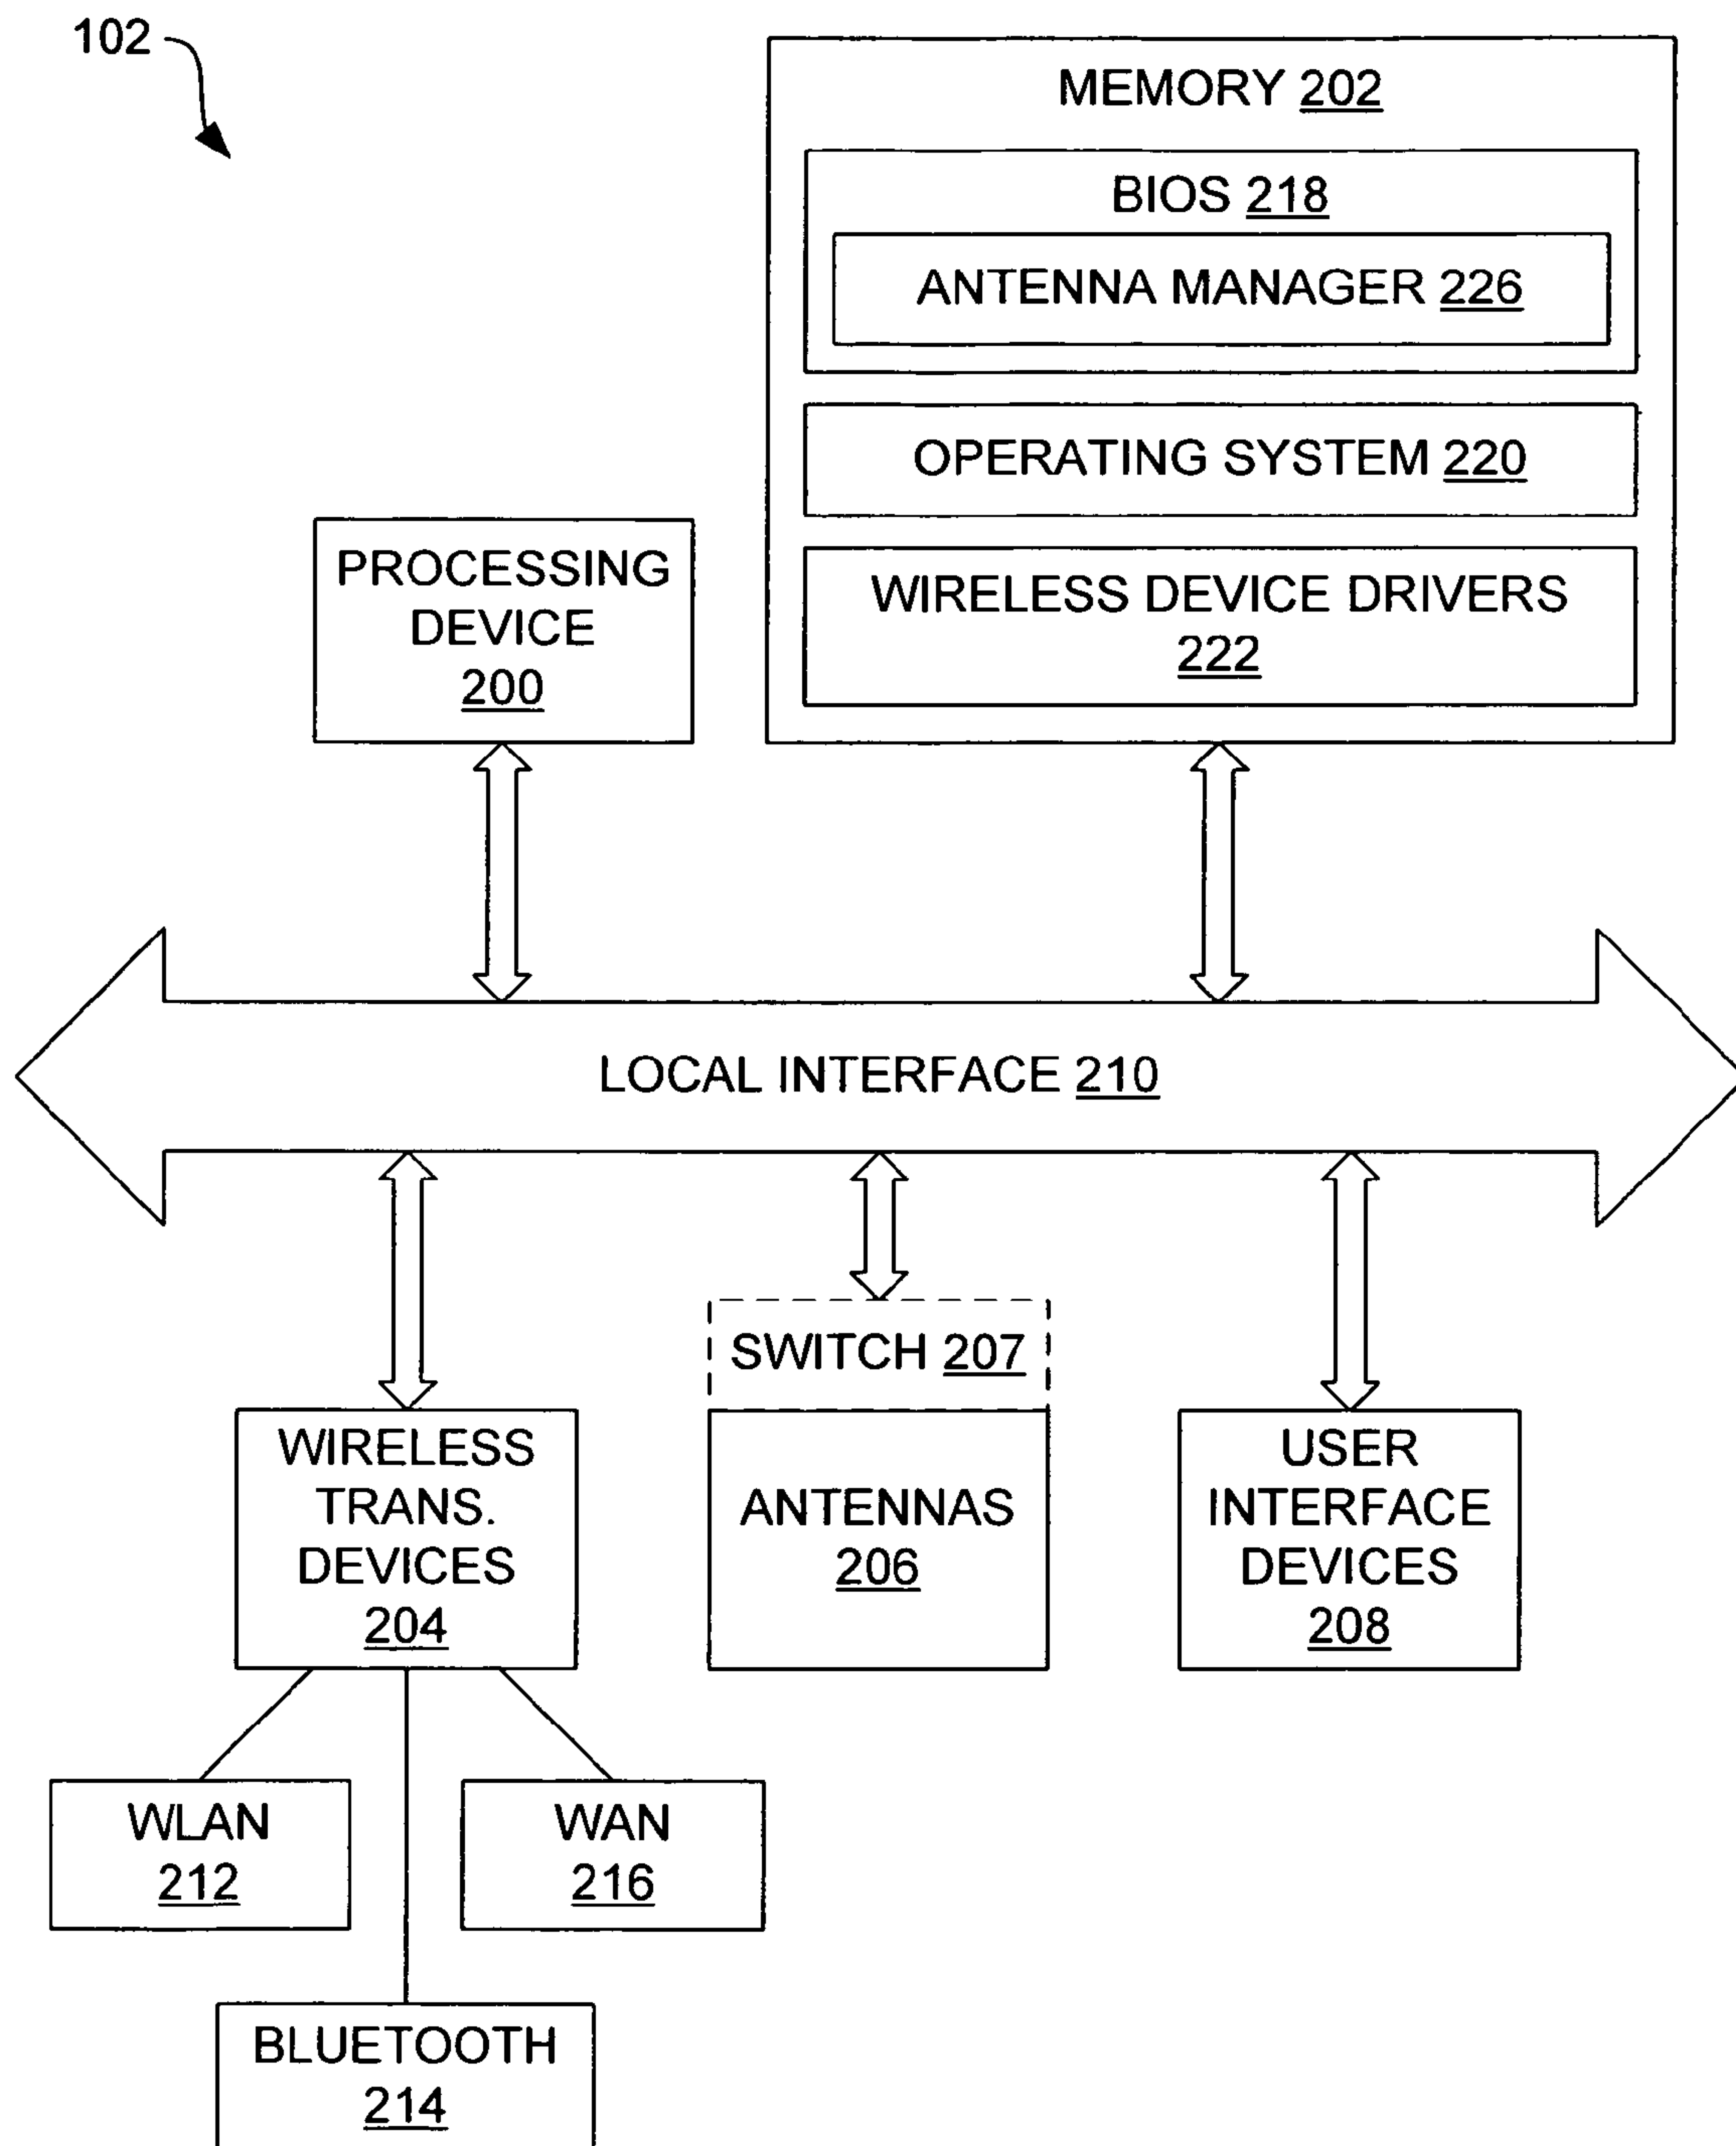 102
MEMORY 202
BIOS 218
ANTENNA MANAGER 226
OPERATING SYSTEM 220
WIRELESS DEVICE DRIVERS
222
PROCESSING
DEVICE
200
LOCAL INTERFACE 210
SWITCH 207
WIRELESS
TRANS.
DEVICES
204
ANTENNAS
206
USER
INTERFACE
DEVICES
208
WLAN
212
WAN
216
BLUETOOTH
214